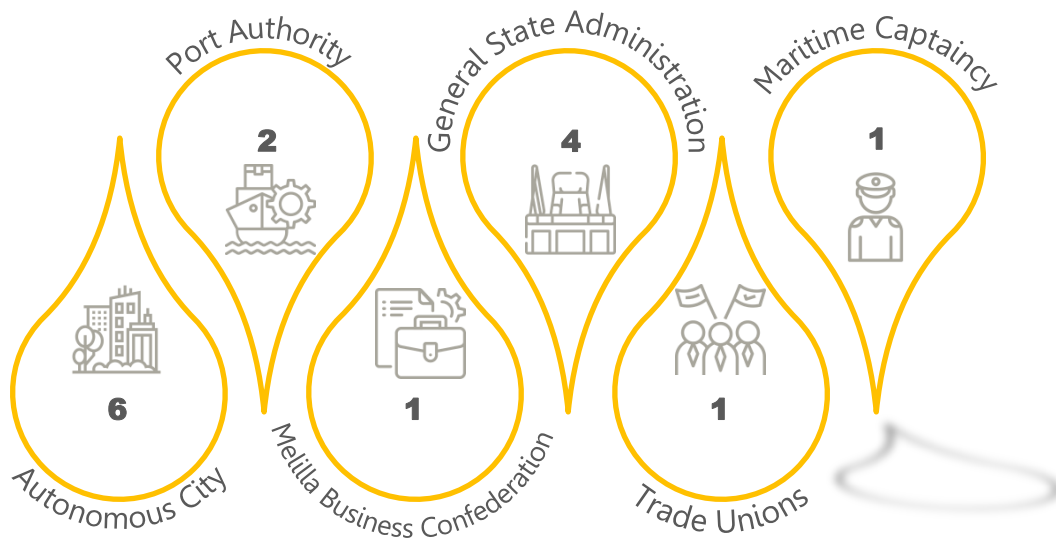 Port Authority
2
General State Administration
4
Maritime Captaincy
1
6
Autonomous City
1
Melilla Business Confederation
1
Trade Unions